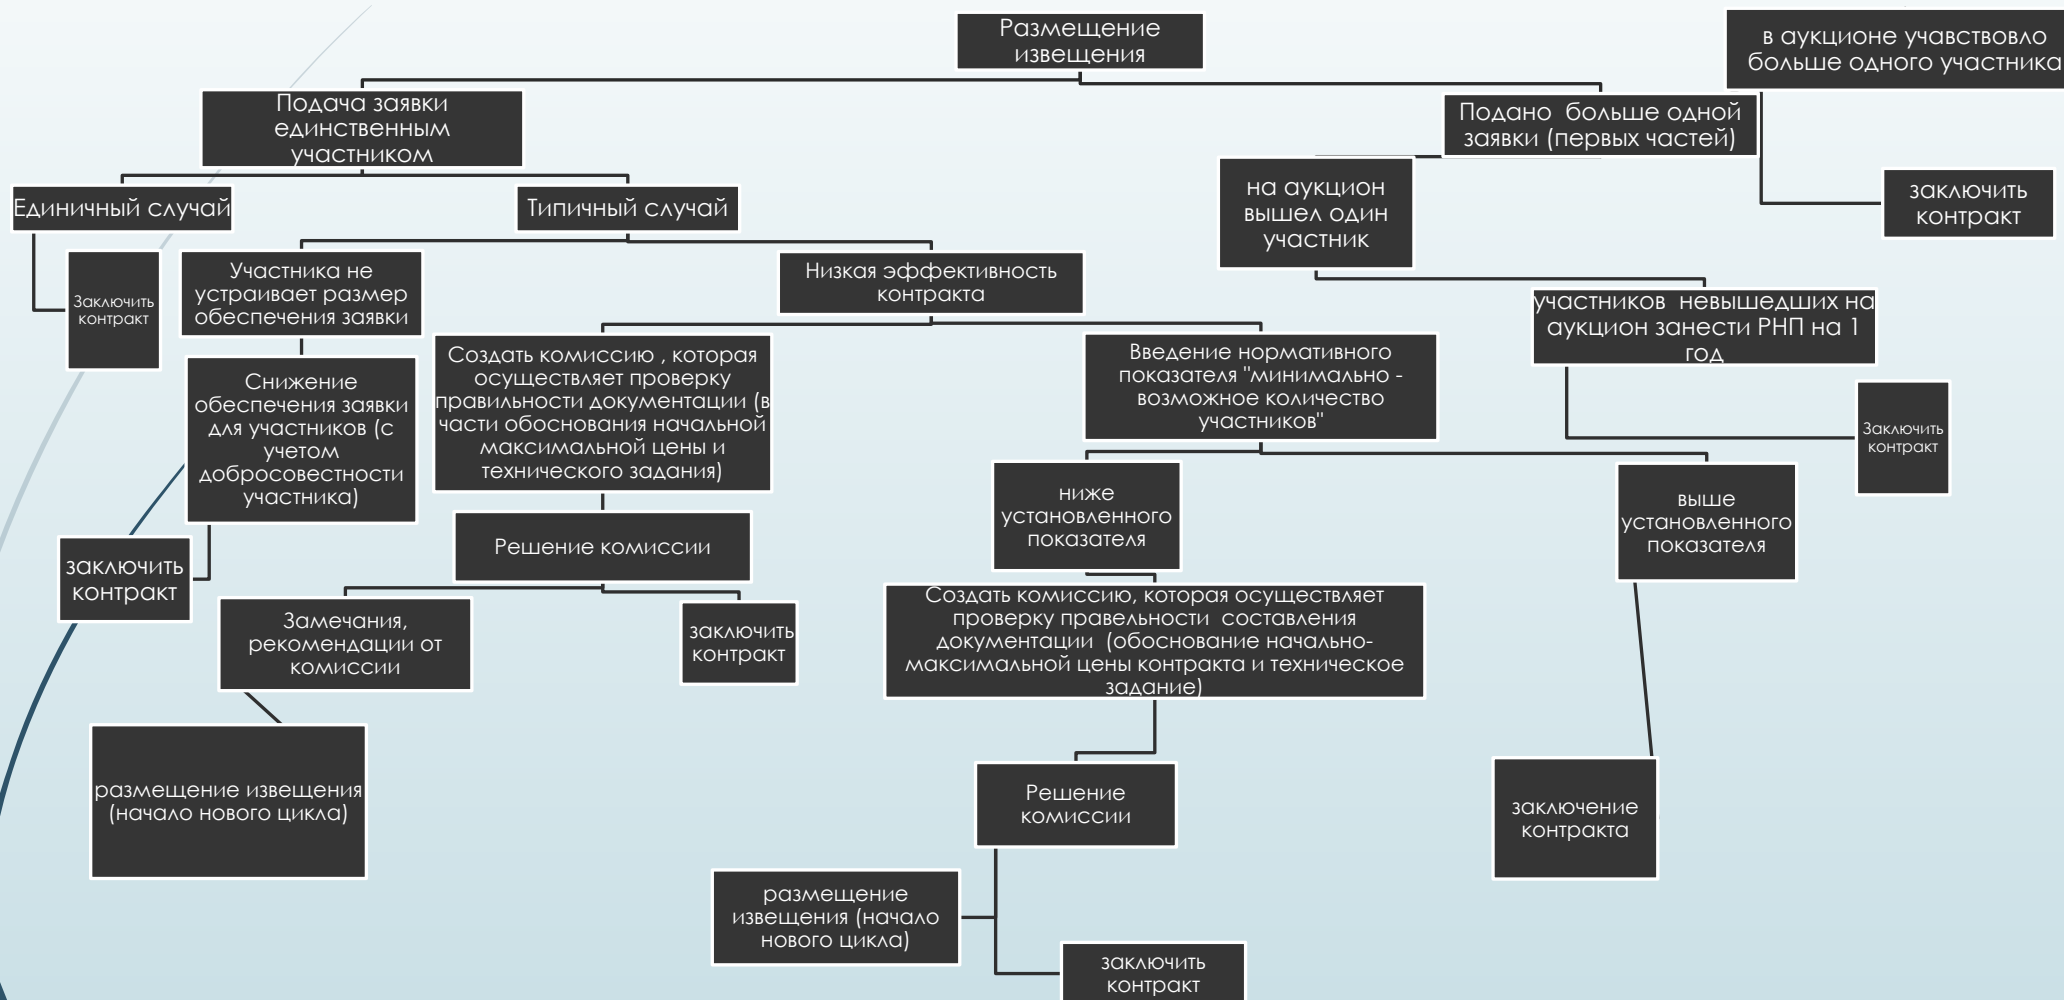 Размещение
извещения
в аукционе учавствовло
больше одного участника
Подача заявки
единственным
участником
Подано  больше одной
заявки (первых частей)
Единичный случай
Типичный случай
на аукцион
вышел один
участник
заключить
контракт
Заключить
контракт
Участника не
устраивает размер
обеспечения заявки
Низкая эффективность
контракта
участников  невышедших на
аукцион занести РНП на 1
год
Снижение
обеспечения заявки
для участников (с
учетом
добросовестности
участника)
Создать комиссию , которая
осуществляет проверку
правильности документации (в
части обоснования начальной
максимальной цены и
технического задания)
Введение нормативного
показателя "минимально -
возможное количество
участников"
Заключить
контракт
заключить
контракт
Решение комиссии
ниже
установленного
показателя
выше
установленного
показателя
Замечания,
рекомендации от
комиссии
заключить
контракт
Создать комиссию, которая осуществляет
проверку правельности  составления
документации  (обоснование начально-
максимальной цены контракта и техническое
задание)
размещение извещения
(начало нового цикла)
Решение
комиссии
заключение
контракта
размещение
извещения (начало
нового цикла)
заключить
контракт